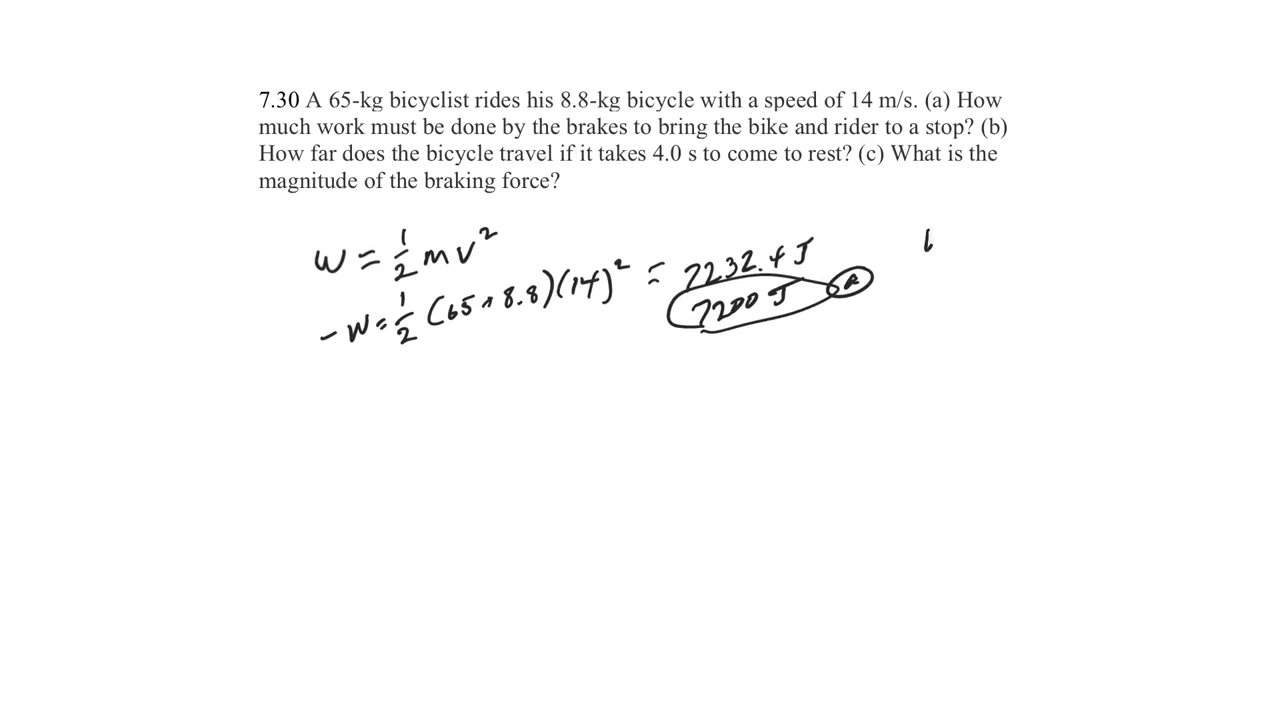 7.30 A 65-kg bicyclist rides his 8.8-kg bicycle with a speed of 14 m/s. (a) How
much work must be done by the brakes to bring the bike and rider to a stop? (b)
How far does the bicycle travel if it takes 4.0 s to come to rest? (c) What is the
magnitude of the braking force?
W = 1/2 m v²
- W = 1/2 (65 + 8.8)(14)² = 7232.4 J
7200 J a